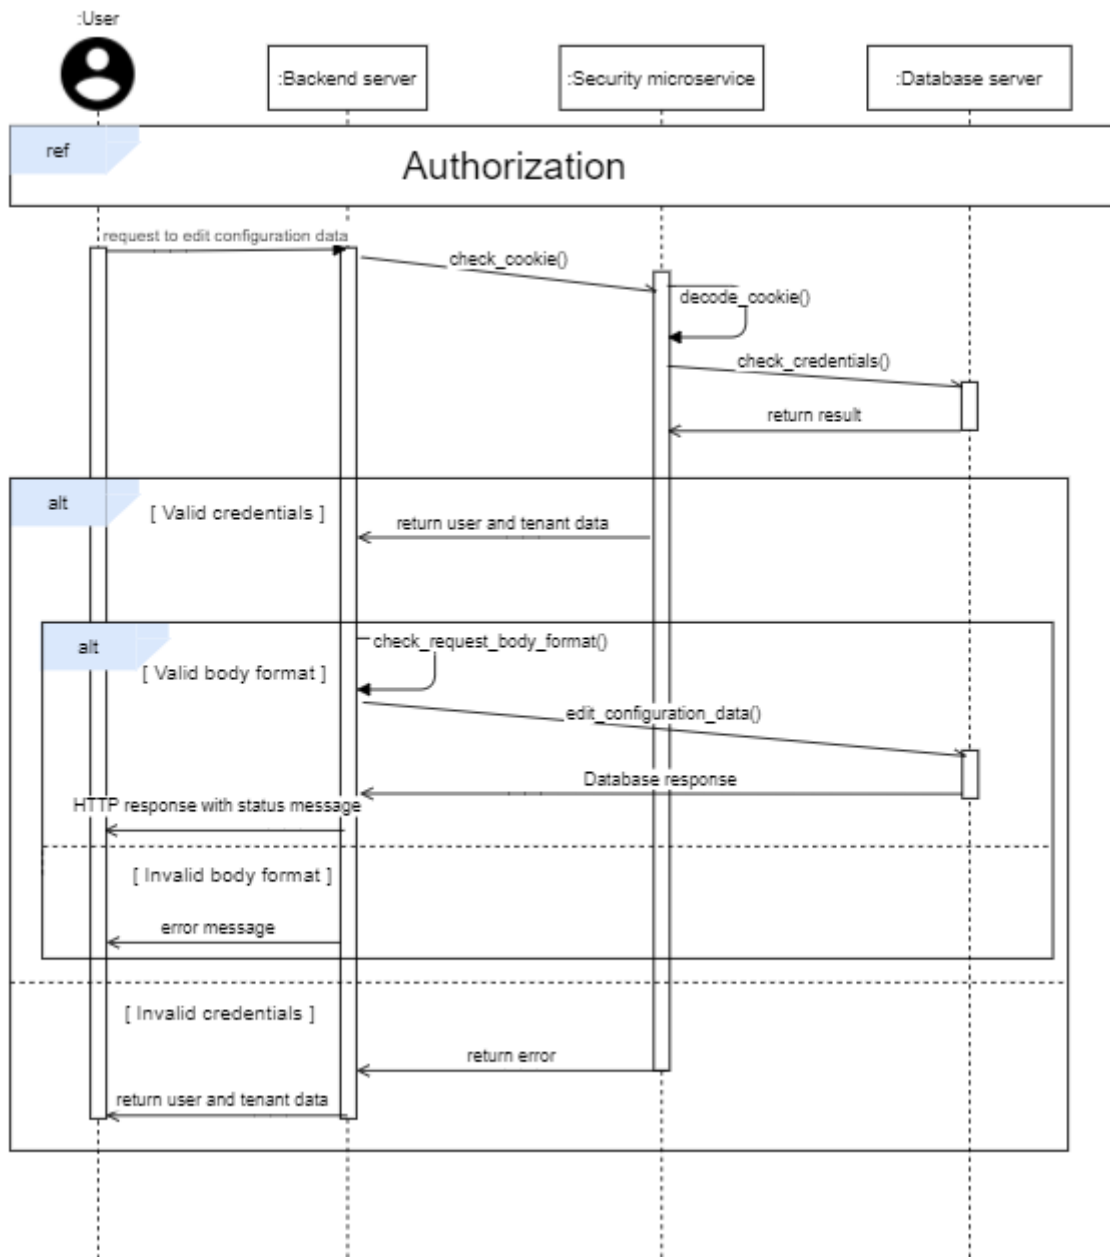 :User
:Backend server
:Security microservice
:Database server
ref
Authorization
request to edit configuration data
check_cookie()
decode_cookie()
check_credentials()
return result
alt
[ Valid credentials ]
return user and tenant data
alt
check_request_body_format()
[ Valid body format ]
edit_configuration_data()
Database response
HTTP response with status message
[ Invalid body format ]
error message
[ Invalid credentials ]
return error
return user and tenant data